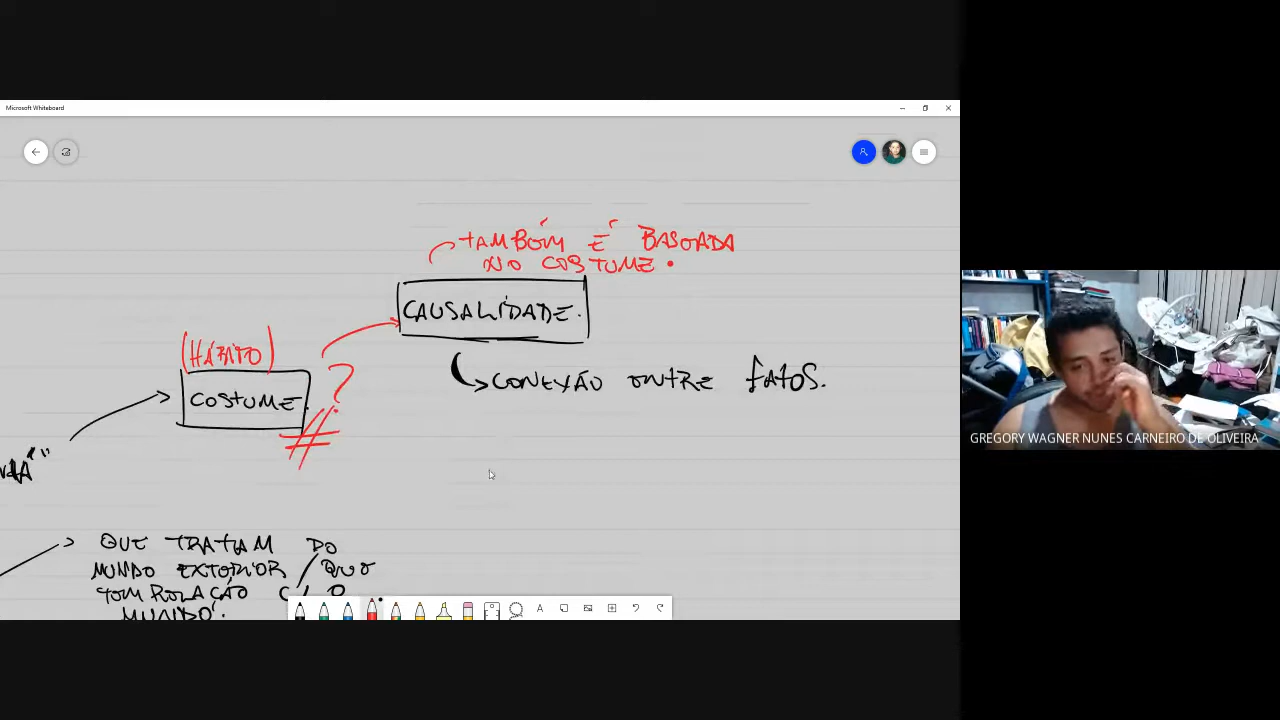 Microsoft Whiteboard
TAMBÉM É BASEADA
NO COSTUME.
CAUSALIDADE.
(HÁBITO)
?
CONEXÃO ENTRE FATOS.
COSTUME.
#
QUE TRATAM DO
MUNDO EXTERIOR / QUE
TEM RELAÇÃO C/ O
MUNDO.
A
GREGORY WAGNER NUNES CARNEIRO DE OLIVEIRA